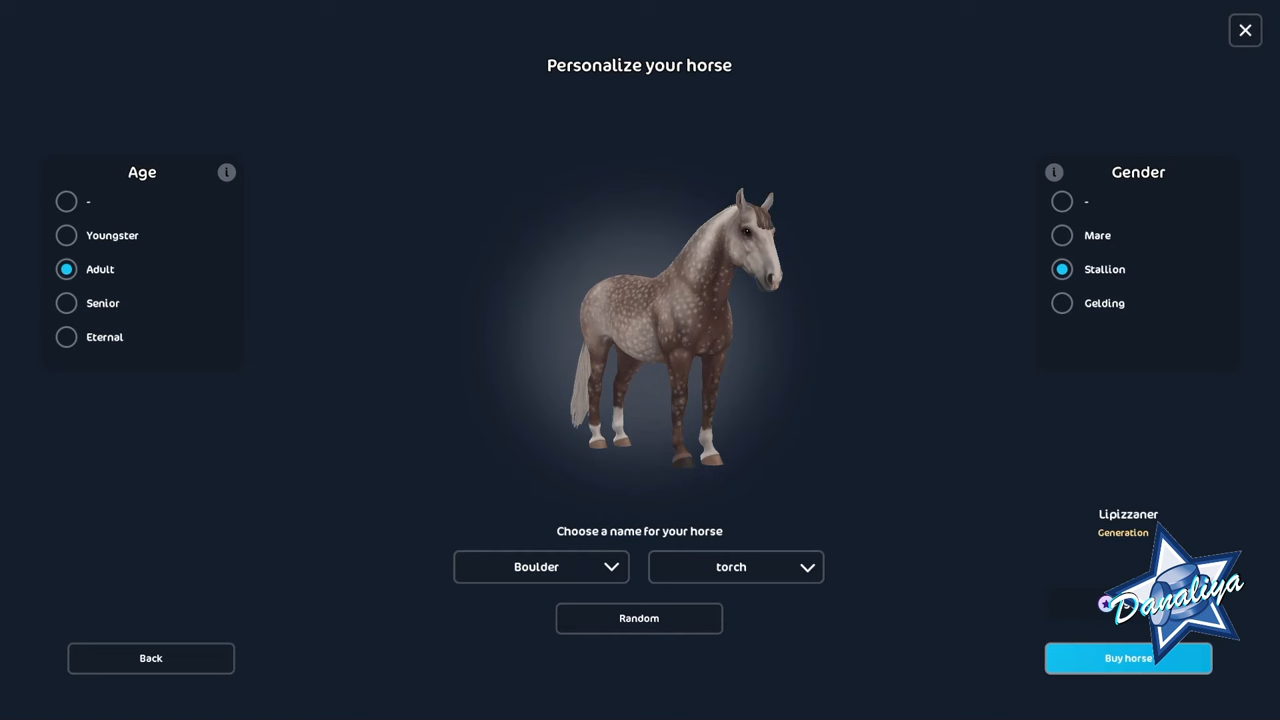 Personalize your horse
Age
-
Youngster
Adult
Senior
Eternal
Gender
-
Mare
Stallion
Gelding
Choose a name for your horse
Boulder
torch
Random
Lipizzaner
Generation
Danaliya
Back
Buy horse